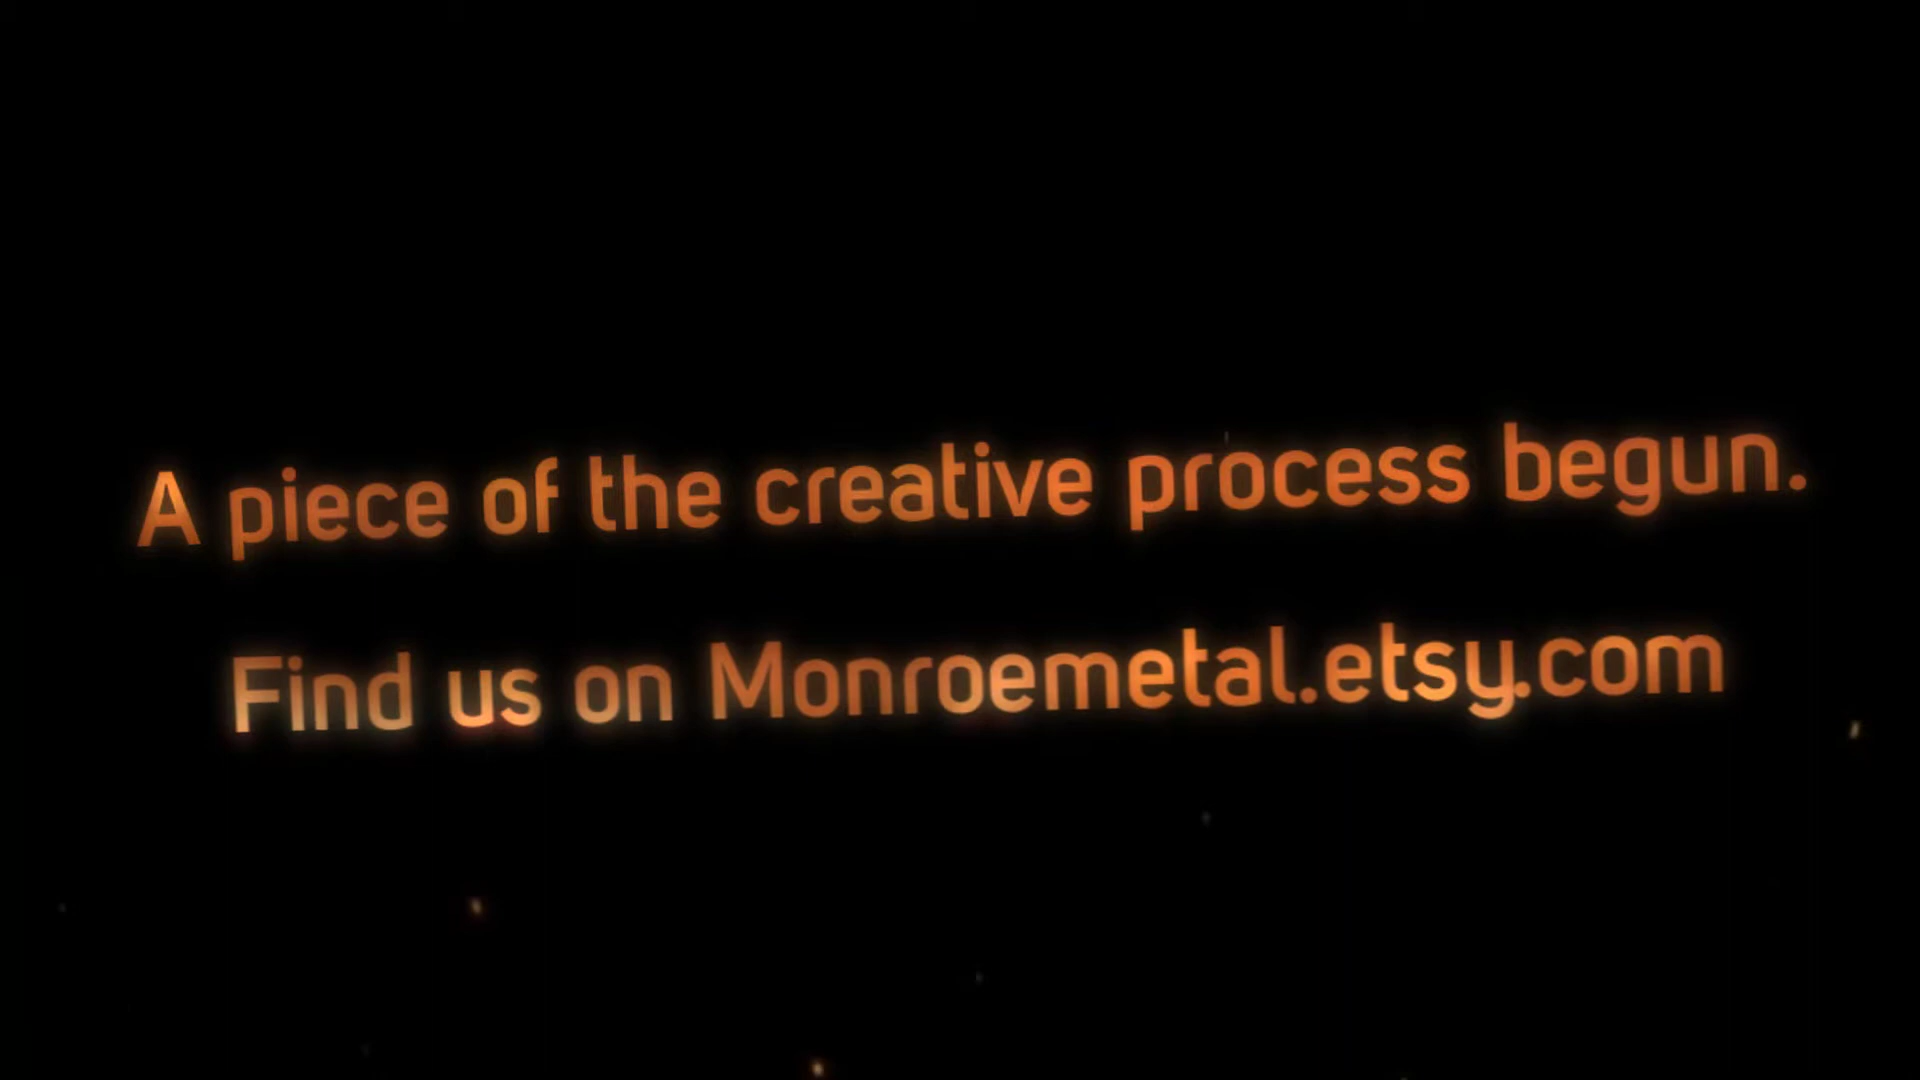 A piece of the creative process begun.
Find us on Monroemetal.etsy.com